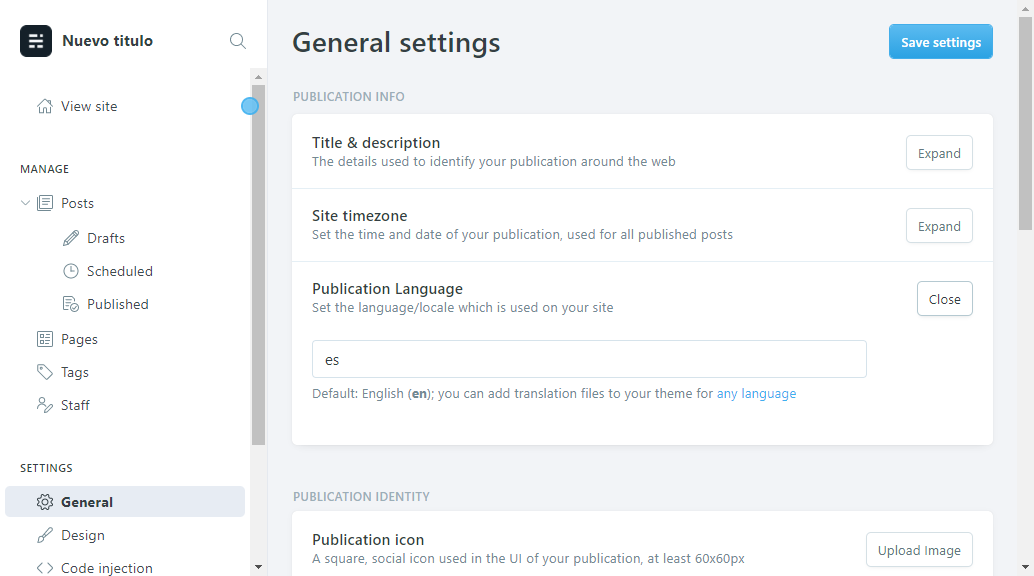 Nuevo titulo
View site
MANAGE
Posts
Drafts
Scheduled
Published
Pages
Tags
Staff
SETTINGS
General
Design
Code injection
General settings
Save settings
PUBLICATION INFO
Title & description
The details used to identify your publication around the web
Expand
Site timezone
Set the time and date of your publication, used for all published posts
Expand
Publication Language
Set the language/locale which is used on your site
Close
es
Default: English (en); you can add translation files to your theme for any language
PUBLICATION IDENTITY
Publication icon
A square, social icon used in the UI of your publication, at least 60x60px
Upload Image